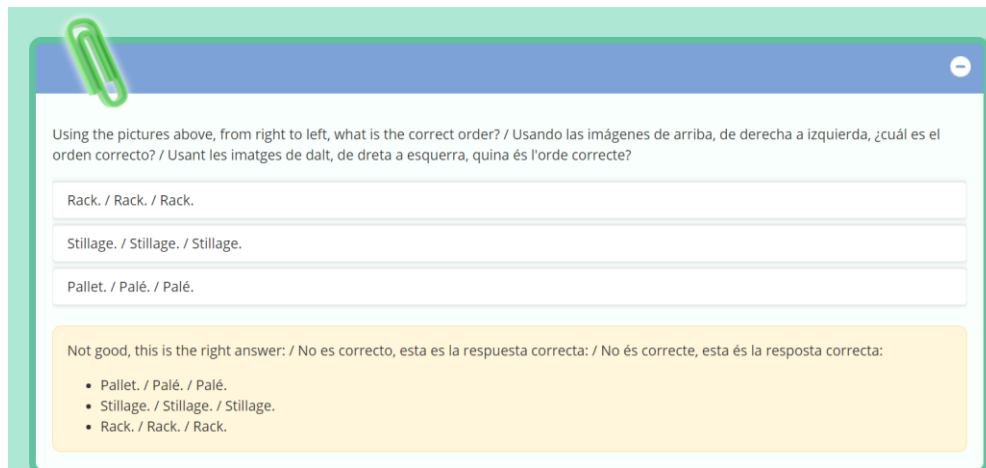 Using the pictures above, from right to left, what is the correct order? / Usando las imágenes de arriba, de derecha a izquierda, ¿cuál es el
orden correcto? / Usant les imatges de dalt, de dreta a esquerra, quina és l'orde correcte?
Rack. / Rack. / Rack.
Stillage. / Stillage. / Stillage.
Pallet. / Palé. / Palé.
Not good, this is the right answer: / No es correcto, esta es la respuesta correcta: / No és correcte, esta és la resposta correcta:
• Pallet. / Palé. / Palé.
• Stillage. / Stillage. / Stillage.
• Rack. / Rack. / Rack.